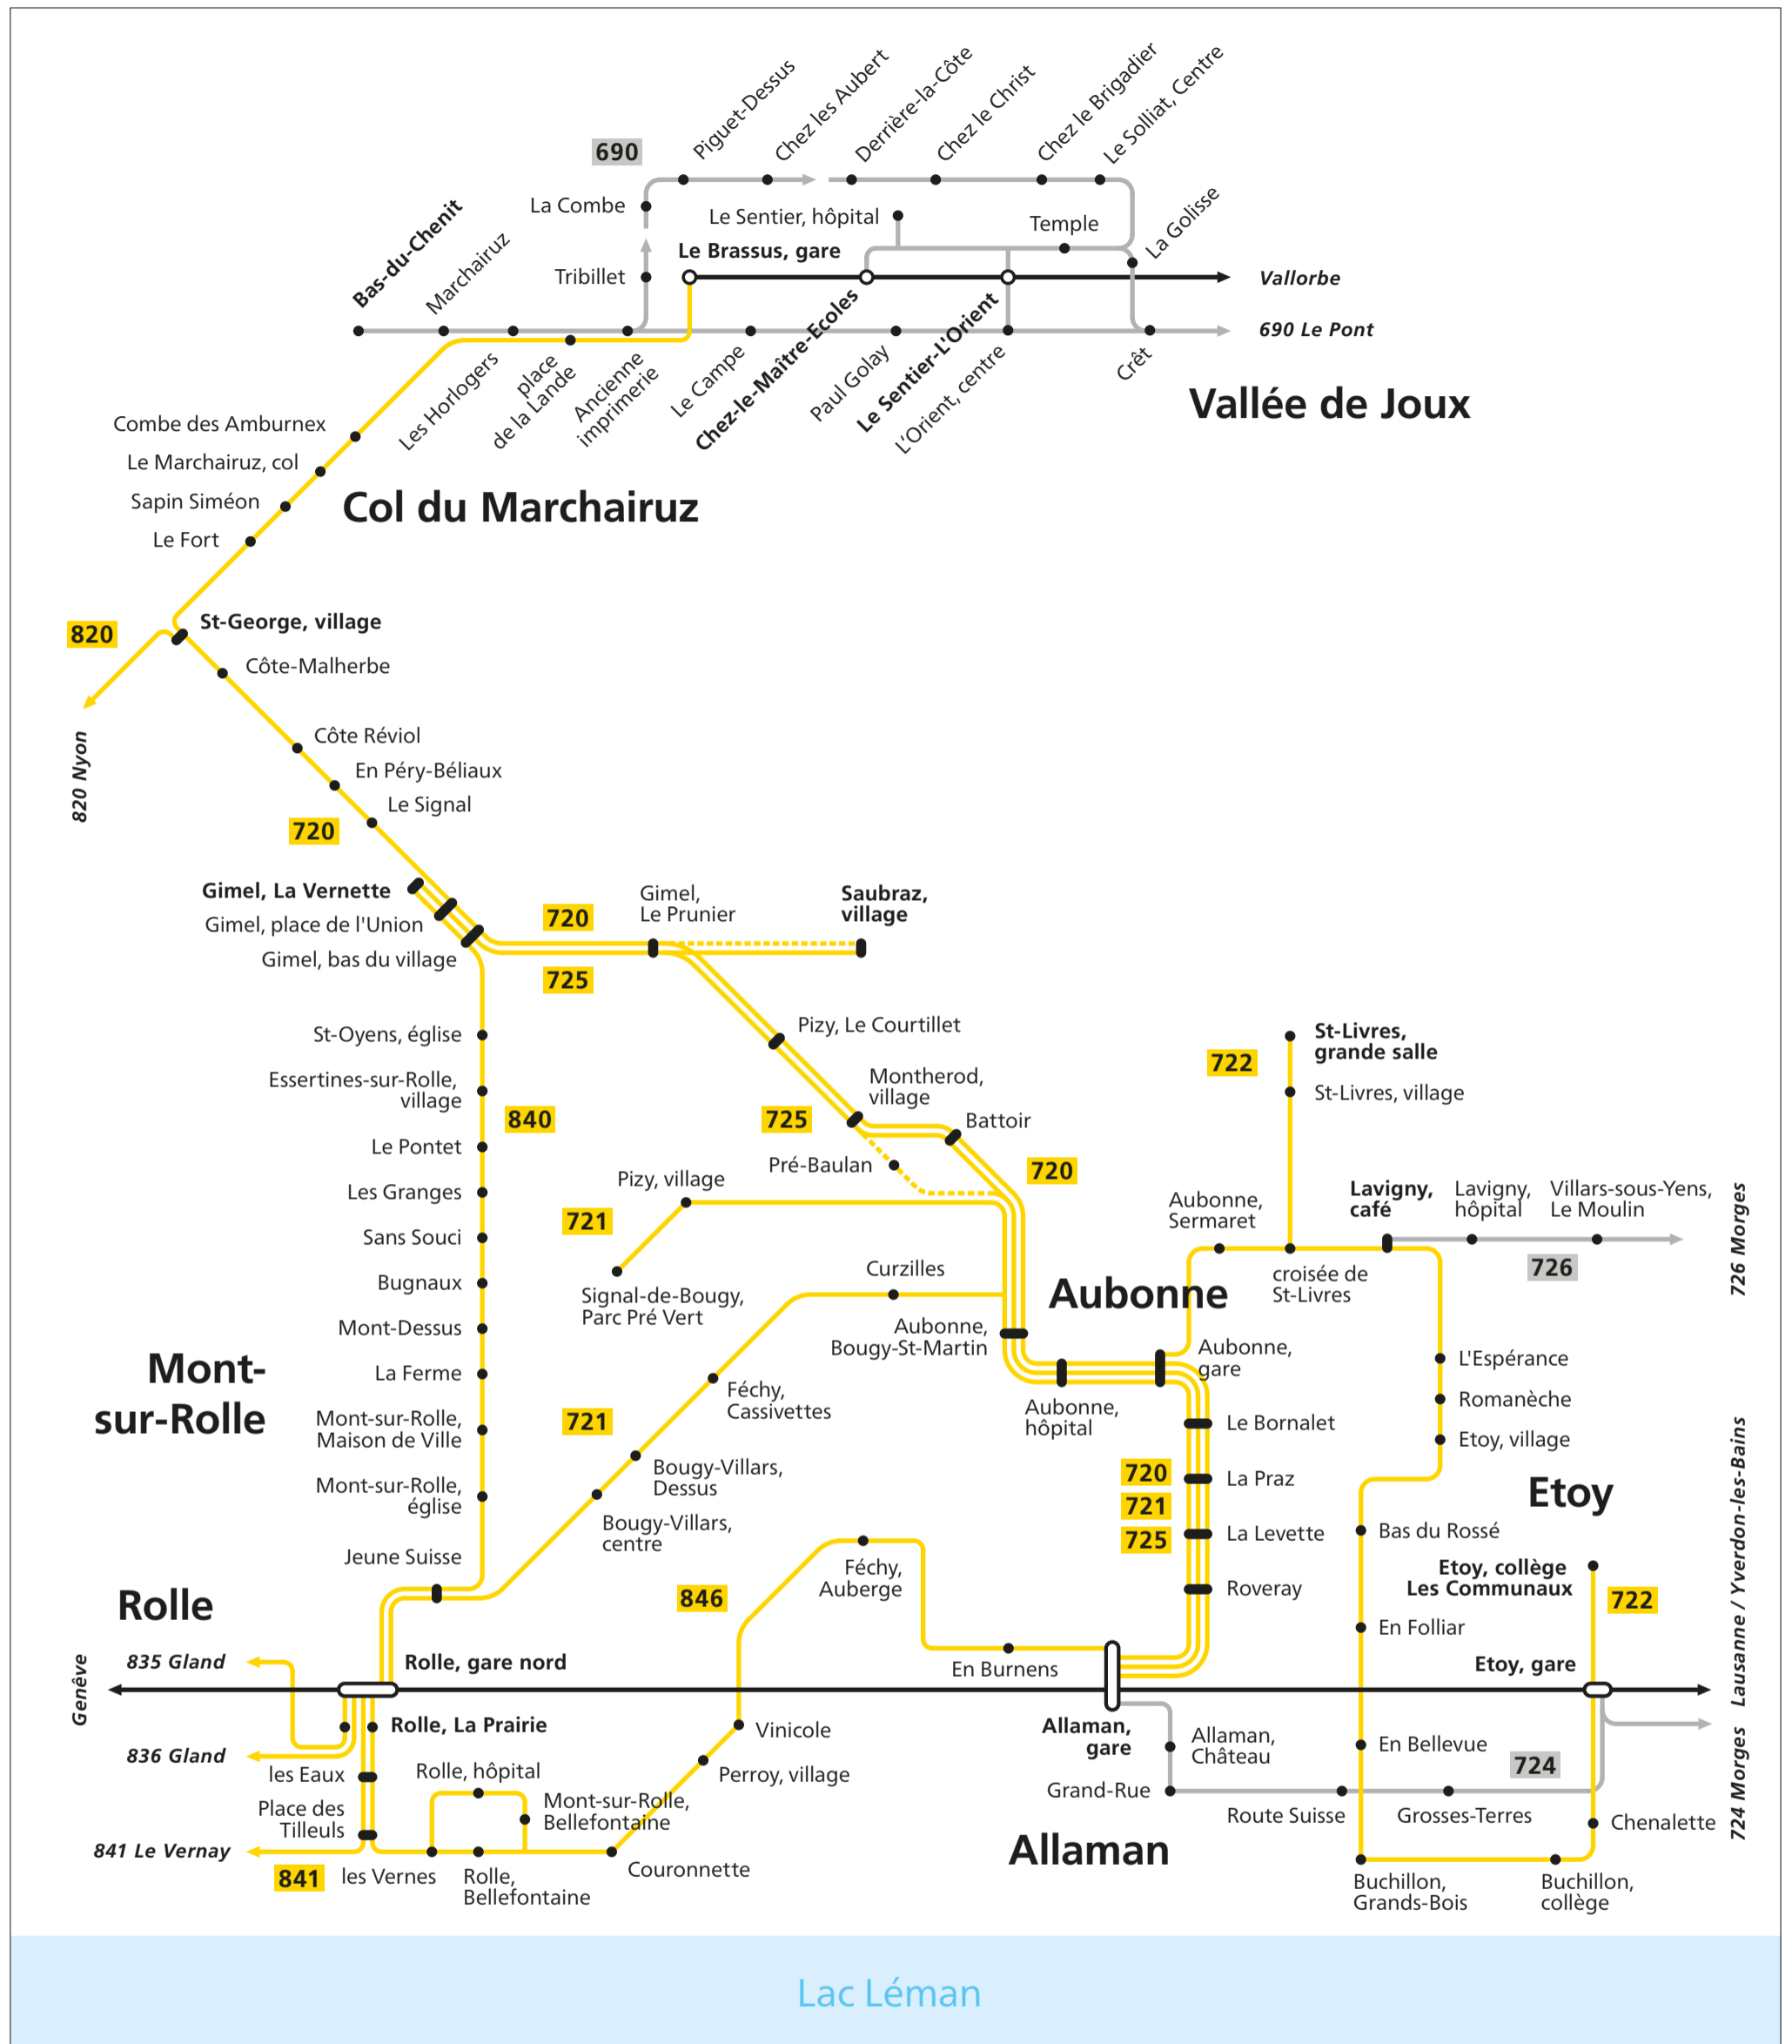 Piguet-Dessus
Chez les Aubert
Derrière-la-Côte
Chez le Christ
Chez le Brigadier
Le Solliat, Centre
690
La Combe
Le Sentier, hôpital
Temple
La Golisse
Bas-du-Chenit
Marchairuz
Tribillet
Le Brassus, gare
Vallorbe
690 Le Pont
Les Horlogers
place
de la Lande
Ancienne
imprimerie
Le Campe
Chez-le-Maître-Ecoles
Paul Golay
Le Sentier-L'Orient
L'Orient, centre
Crêt
Vallée de Joux
Combe des Amburnex
Le Marchairuz, col
Sapin Siméon
Le Fort
Col du Marchairuz
820
St-George, village
Côte-Malherbe
820 Nyon
Côte Réviol
En Péry-Béliaux
Le Signal
720
Gimel, La Vernette
Gimel, place de l'Union
Gimel, bas du village
720
725
Gimel,
Le Prunier
Saubraz,
village
St-Oyens, église
Essertines-sur-Rolle,
village
Le Pontet
Les Granges
Sans Souci
Bugnaux
Mont-Dessus
La Ferme
Mont-sur-Rolle,
Maison de Ville
Mont-sur-Rolle,
église
Jeune Suisse
840
Mont-
sur-Rolle
Pizy, Le Courtillet
Montherod,
village
Battoir
725
Pré-Baulan
720
Pizy, village
721
Signal-de-Bougy,
Parc Pré Vert
Curzilles
Aubonne,
Bougy-St-Martin
Aubonne
Aubonne,
hôpital
Aubonne,
gare
Féchy,
Cassivettes
721
Bougy-Villars,
Dessus
Bougy-Villars,
centre
722
St-Livres,
grande salle
St-Livres, village
Aubonne,
Sermaret
croisée de
St-Livres
Lavigny,
café
Lavigny,
hôpital
Villars-sous-Yens,
Le Moulin
726
726 Morges
Le Bornalet
La Praz
La Levette
Roveray
720
721
725
L'Espérance
Romanèche
Etoy, village
Etoy
Bas du Rossé
En Folliar
En Bellevue
Etoy, collège
Les Communaux
722
Etoy, gare
Lausanne / Yverdon-les-Bains
724 Morges
Rolle
835 Gland
Genêve
Rolle, gare nord
Rolle, La Prairie
836 Gland
les Eaux
Place des
Tilleuls
841 Le Vernay
841
les Vernes
Rolle, hôpital
Rolle,
Bellefontaine
Mont-sur-Rolle,
Bellefontaine
Couronnette
Perroy, village
Vinicole
846
Féchy,
Auberge
En Burnens
Allaman,
gare
Allaman,
Château
Grand-Rue
Route Suisse
Grosses-Terres
724
Allaman
Chenalette
Buchillon,
Grands-Bois
Buchillon,
collège
Lac Léman